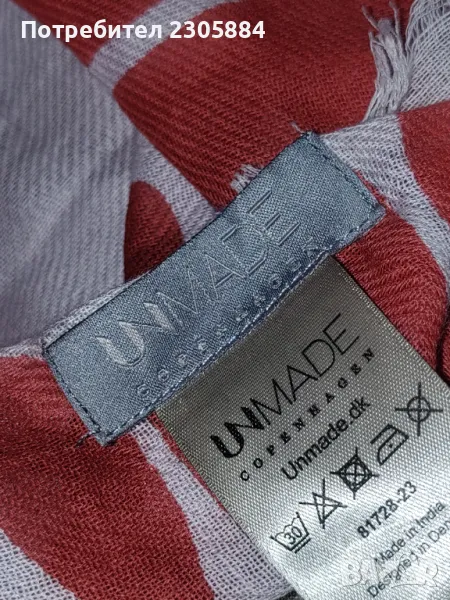 Потребител 2305884
UNMADE
COPENHAGEN
UNMADE
COPENHAGEN
Unmade.dk
30
81728-23
Made in India.